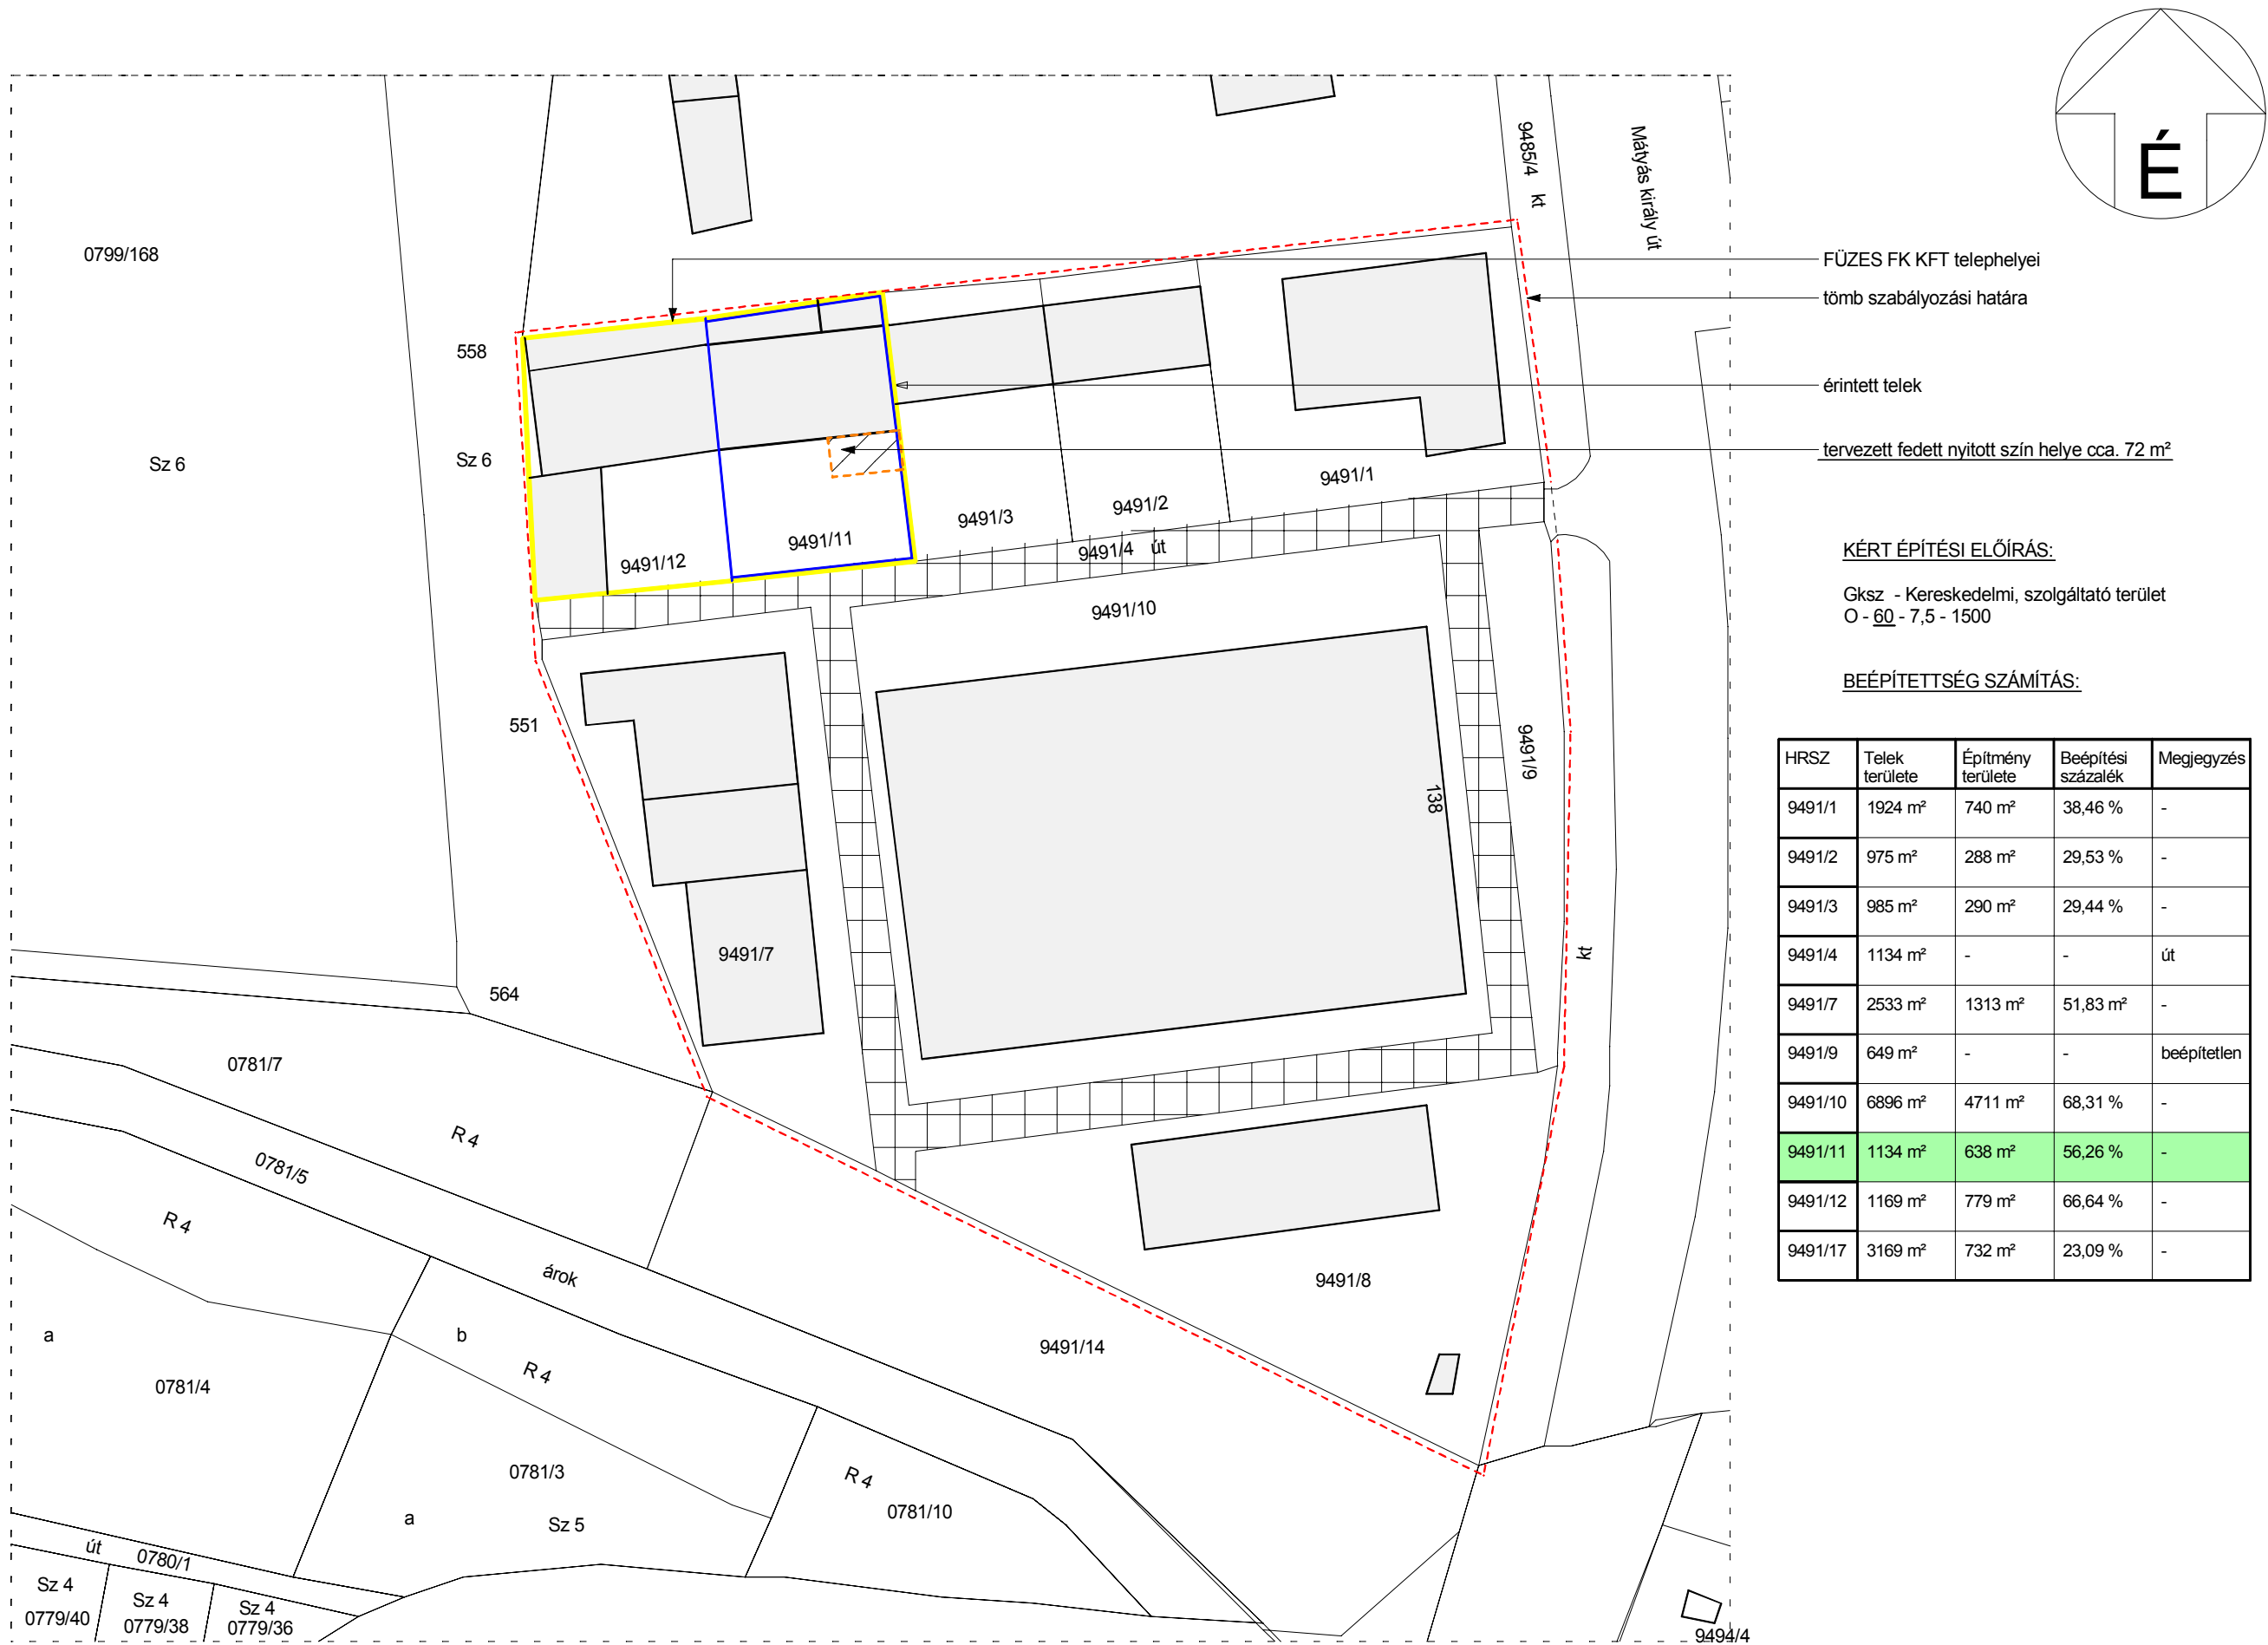 É
9485/4 kt
Mátyás király út
0799/168
FÜZES FK KFT telephelyei
tömb szabályozási határa
558
érintett telek
Sz 6
Sz 6
tervezett fedett nyitott szín helye cca. 72 m²
9491/1
9491/2
9491/3
9491/11
9491/12
9491/4 út
KÉRT ÉPÍTÉSI ELŐÍRÁS:
Gksz - Kereskedelmi, szolgáltató terület
O - 60 - 7,5 - 1500
9491/10
BEÉPÍTETTSÉG SZÁMÍTÁS:
551
9491/9
138
9491/7
kt
564
HRSZ Telek területe Építmény területe Beépítési százalék Megjegyzés
9491/1 1924 m² 740 m² 38,46 % -
9491/2 975 m² 288 m² 29,53 % -
9491/3 985 m² 290 m² 29,44 % -
9491/4 1134 m² - - út
9491/7 2533 m² 1313 m² 51,83 m² -
9491/9 649 m² - - beépítetlen
9491/10 6896 m² 4711 m² 68,31 % -
9491/11 1134 m² 638 m² 56,26 % -
9491/12 1169 m² 779 m² 66,64 % -
9491/17 3169 m² 732 m² 23,09 % -
0781/7
R 4
0781/5
R 4
árok
9491/8
a
b
9491/14
R 4
0781/4
0781/3
R 4
0781/10
a
Sz 5
út 0780/1
Sz 4
0779/40
Sz 4
0779/38
Sz 4
0779/36
9494/4